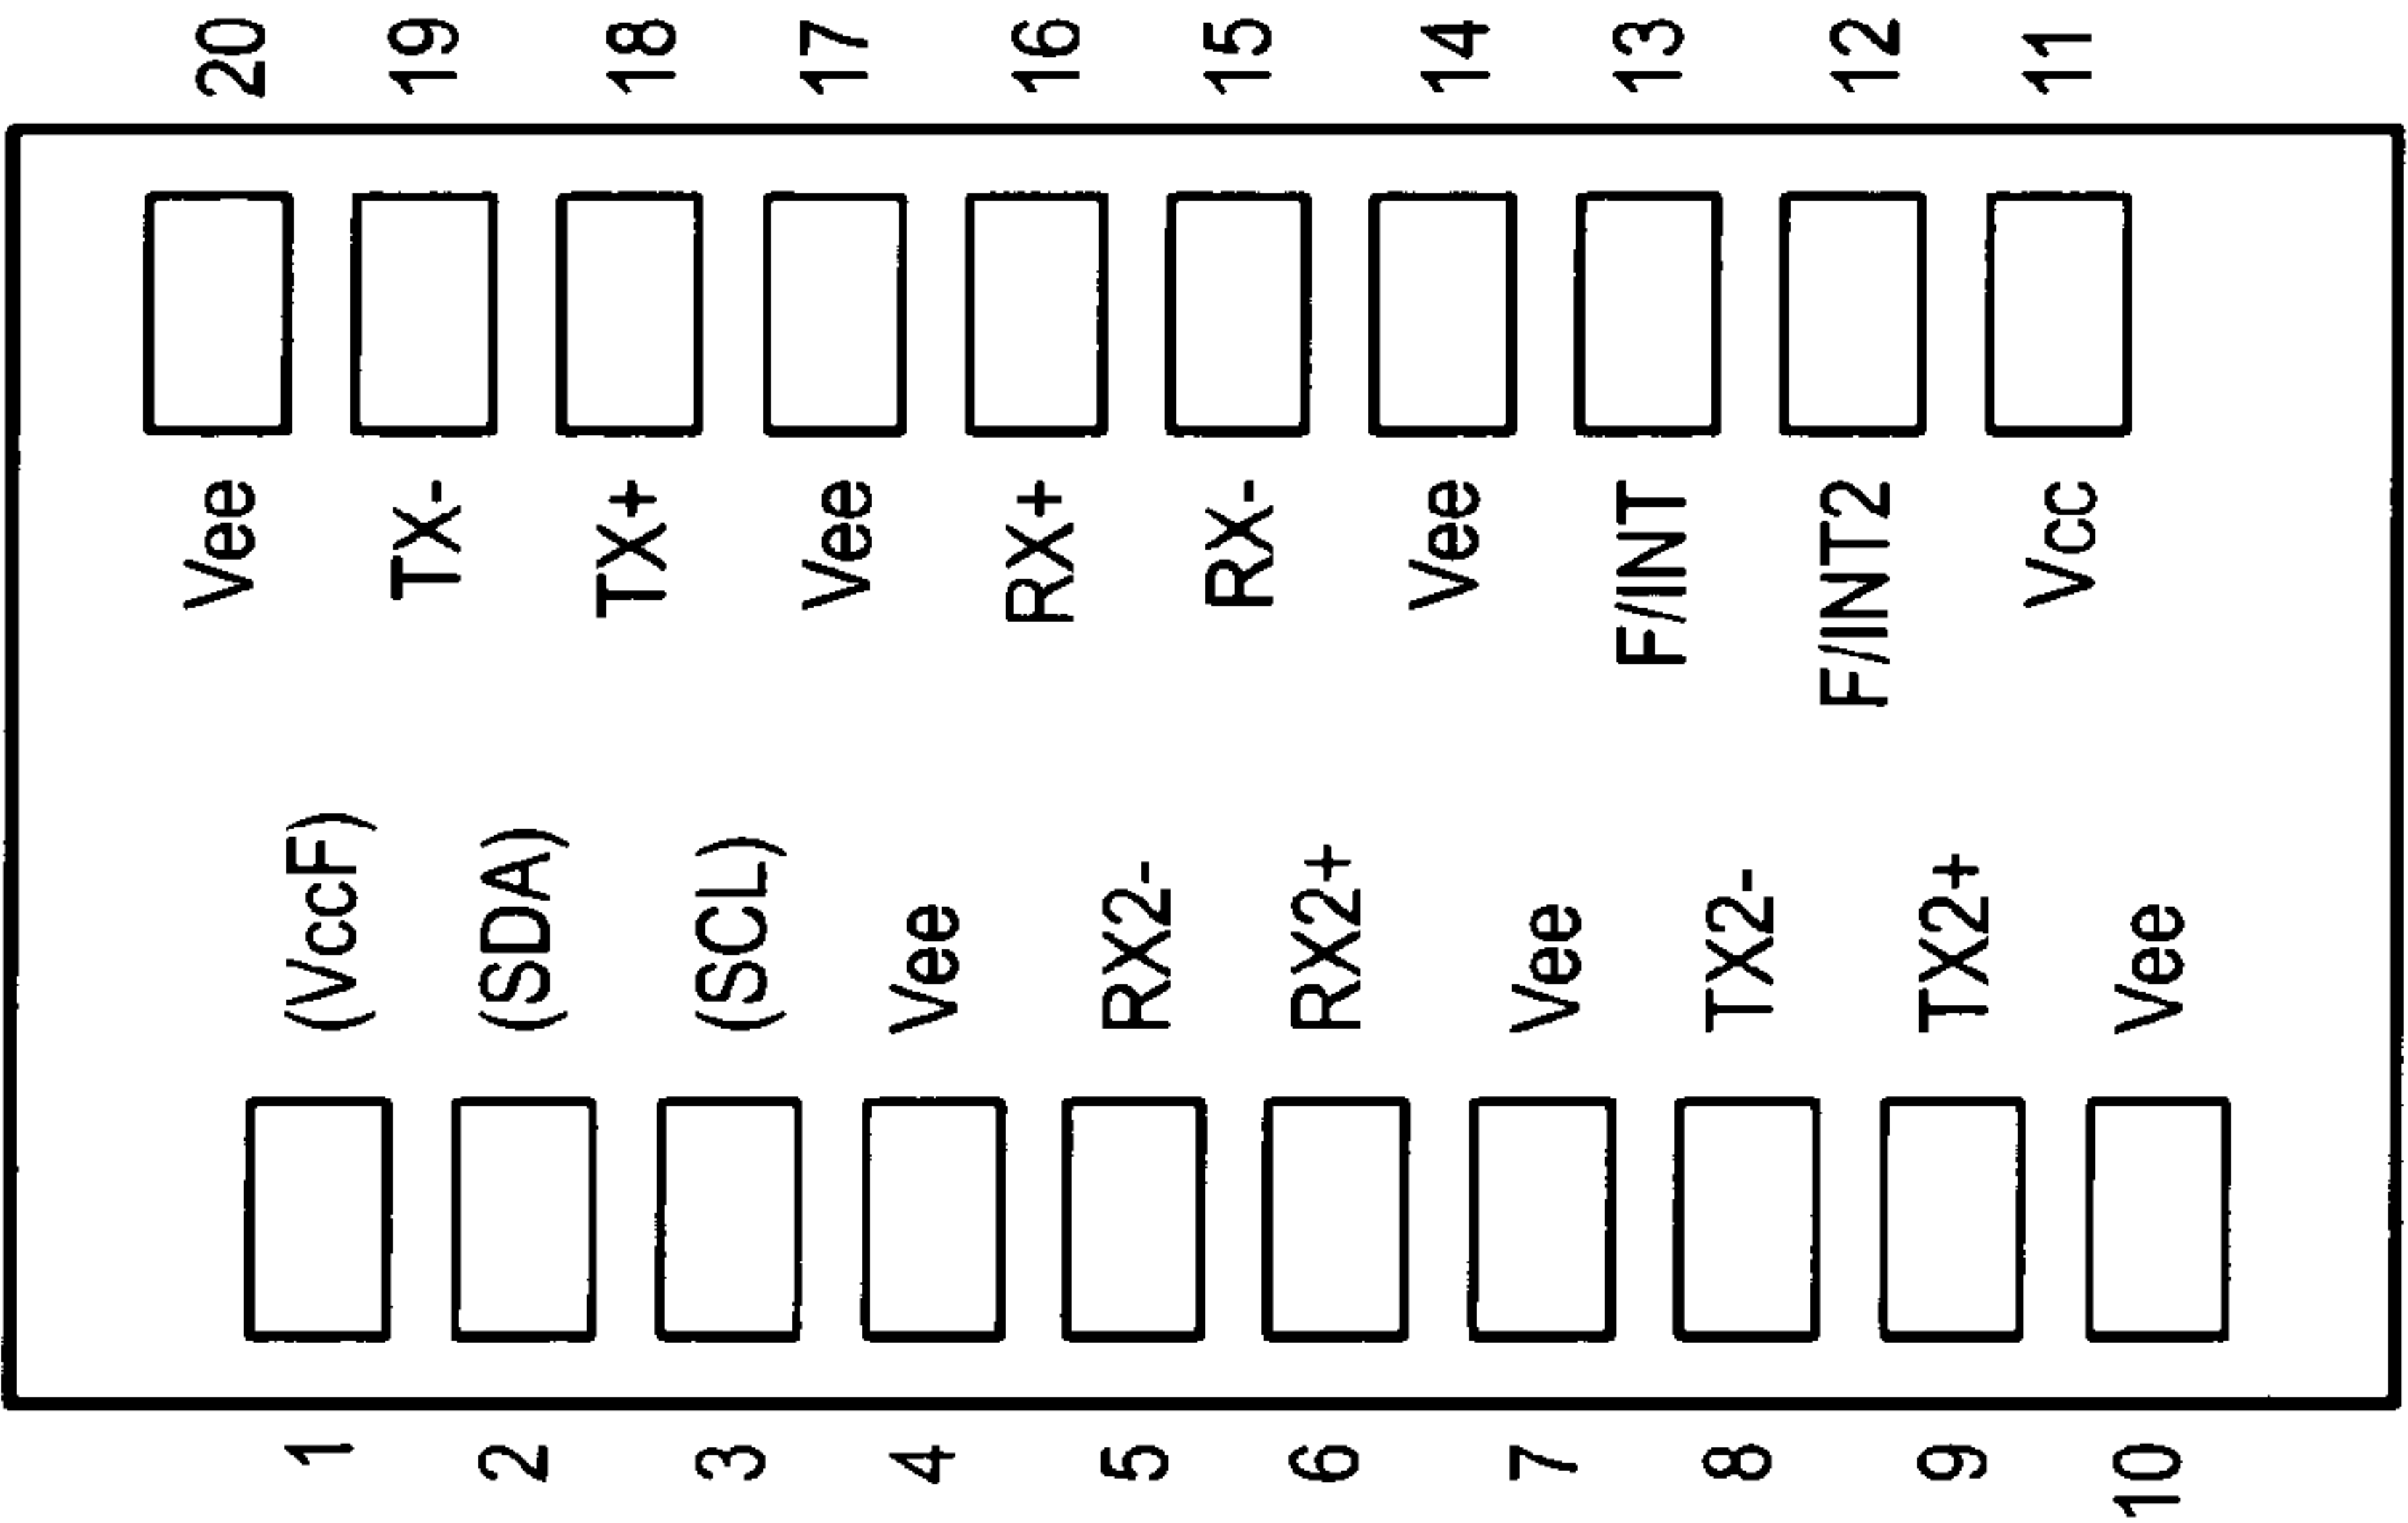 20 19 18 17 16 15 14 13 12 11
Vee TX- TX+ Vee RX+ RX- Vee F/INT F/INT2 Vcc
(VccF) (SDA) (SCL) Vee RX2- RX2+ Vee TX2- TX2+ Vee
1 2 3 4 5 6 7 8 9 10